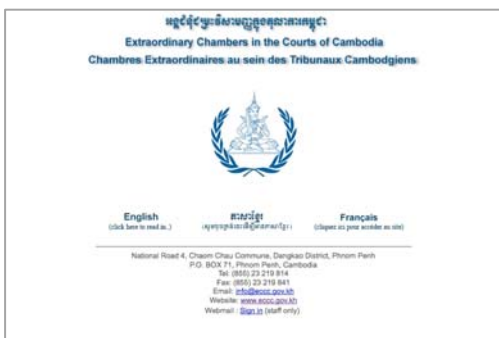 អង្គជំនុំជម្រះវិសាមញ្ញក្នុងតុលាការកម្ពុជា
Extraordinary Chambers in the Courts of Cambodia
Chambres Extraordinaires au sein des Tribunaux Cambodgiens
English
(click here to read in..)
ភាសាខ្មែរ
Français
(cliquez ici pour accéder au site)
National Road 4, Chaom Chau Commune, Dangkao District, Phnom Penh
P.O. BOX 71, Phnom Penh, Cambodia
Tel: (855) 23 219 814
Fax: (855) 23 219 841
Email: info@eccc.gov.kh
Website: www.eccc.gov.kh
Webmail : Sign in (staff only)